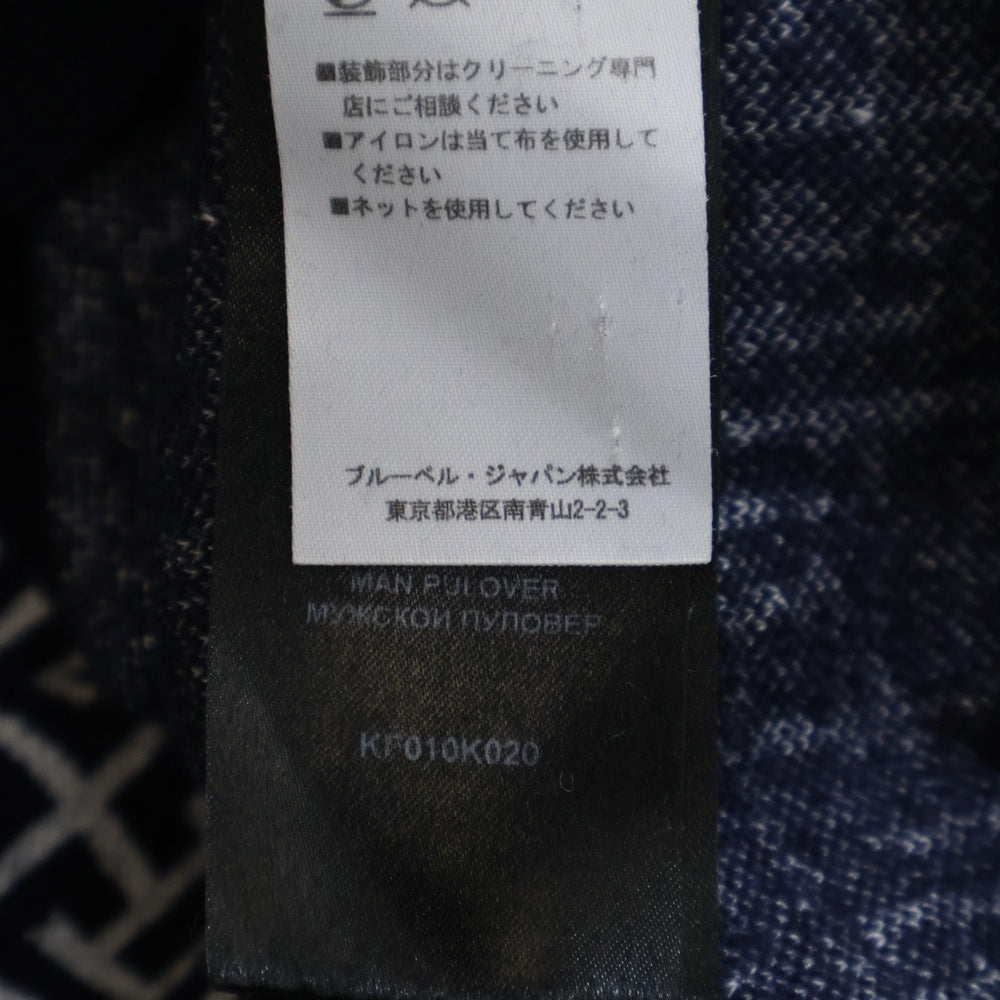 ■装飾部分はクリーニング専門
店にご相談ください
■アイロンは当て布を使用して
ください
■ネットを使用してください
ブルーベル・ジャパン株式会社
東京都港区南青山2-2-3
MAN PULOVER
МУЖСКОЙ ПУЛОВЕР
KF010K020